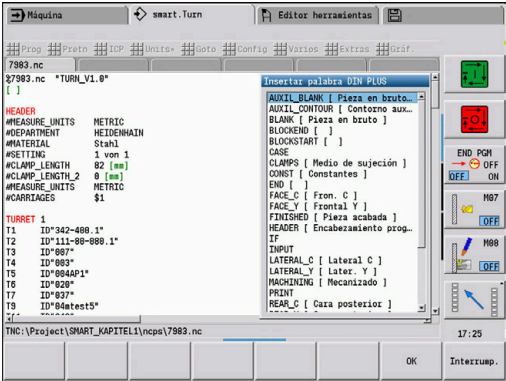 Máquina
smart.Turn
Editor herramientas
Prog
Preto
ICP
Units»
Goto
Config
Varios
Extras
Gráf.
7983.nc
%7983.nc "TURN_V1.0"
[ ]
HEADER
#MEASURE_UNITS METRIC
#DEPARTMENT HEIDENHAIN
#MATERIAL Stahl
#SETTING 1 von 1
#CLAMP_LENGTH 82 [mm]
#CLAMP_LENGTH_2 0 [mm]
#MEASURE_UNITS METRIC
#CARRIAGES $1
TURRET 1
T1 ID"342-400.1"
T2 ID"111-80-080.1"
T3 ID"007"
T4 ID"003"
T5 ID"004AP1"
T6 ID"020"
T7 ID"037"
T9 ID"04mtest5"
Insertar palabra DIN PLUS
AUXIL_BLANK [ Pieza en bruto…
AUXIL_CONTOUR [ Contorno aux…
BLANK [ Pieza en bruto ]
BLOCKEND [ ]
BLOCKSTART [ ]
CASE
CLAMPS [ Medio de sujeción ]
CONST [ Constantes ]
END [ ]
FACE_C [ Fron. C ]
FACE_Y [ Frontal Y ]
FINISHED [ Pieza acabada ]
HEADER [ Encabezamiento prog…
IF
INPUT
LATERAL_C [ Lateral C ]
LATERAL_Y [ Later. Y ]
MACHINING [ Mecanizado ]
PRINT
REAR_C [ Cara posterior ]
TNC:\Project\SMART_KAPITEL1\ncps\7983.nc
END PGM
OFF
OFF ON
M07
OFF
M08
OFF
17:25
OK
Interrump.